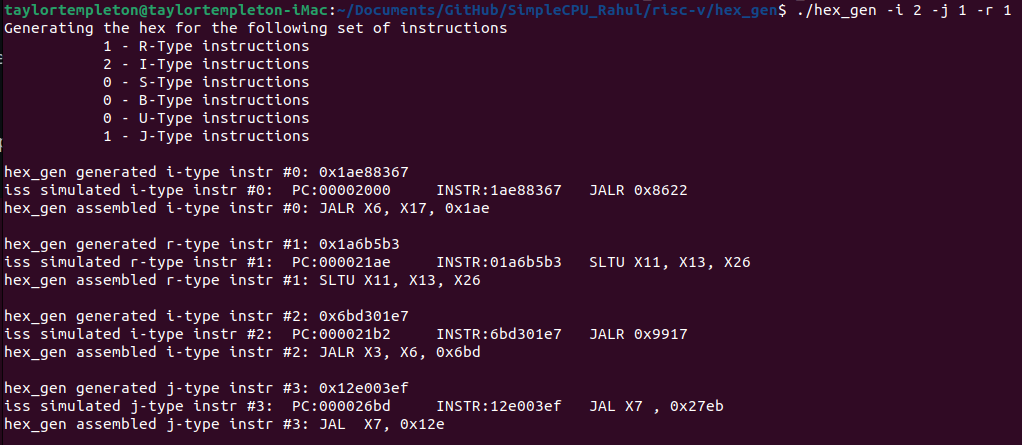 taylortempleton@taylortempleton-iMac:~/Documents/GitHub/SimpleCPU_Rahul/risc-v/hex_gen$ ./hex_gen -i 2 -j 1 -r 1
Generating the hex for the following set of instructions
1 - R-Type instructions
2 - I-Type instructions
0 - S-Type instructions
0 - B-Type instructions
0 - U-Type instructions
1 - J-Type instructions
hex_gen generated i-type instr #0: 0x1ae88367
iss simulated i-type instr #0: PC:00002000 INSTR:1ae88367 JALR 0x8622
hex_gen assembled i-type instr #0: JALR X6, X17, 0x1ae
hex_gen generated r-type instr #1: 0x1a6b5b3
iss simulated r-type instr #1: PC:000021ae INSTR:01a6b5b3 SLTU X11, X13, X26
hex_gen assembled r-type instr #1: SLTU X11, X13, X26
hex_gen generated i-type instr #2: 0x6bd301e7
iss simulated i-type instr #2: PC:000021b2 INSTR:6bd301e7 JALR 0x9917
hex_gen assembled i-type instr #2: JALR X3, X6, 0x6bd
hex_gen generated j-type instr #3: 0x12e003ef
iss simulated j-type instr #3: PC:000026bd INSTR:12e003ef JAL X7 , 0x27eb
hex_gen assembled j-type instr #3: JAL X7, 0x12e